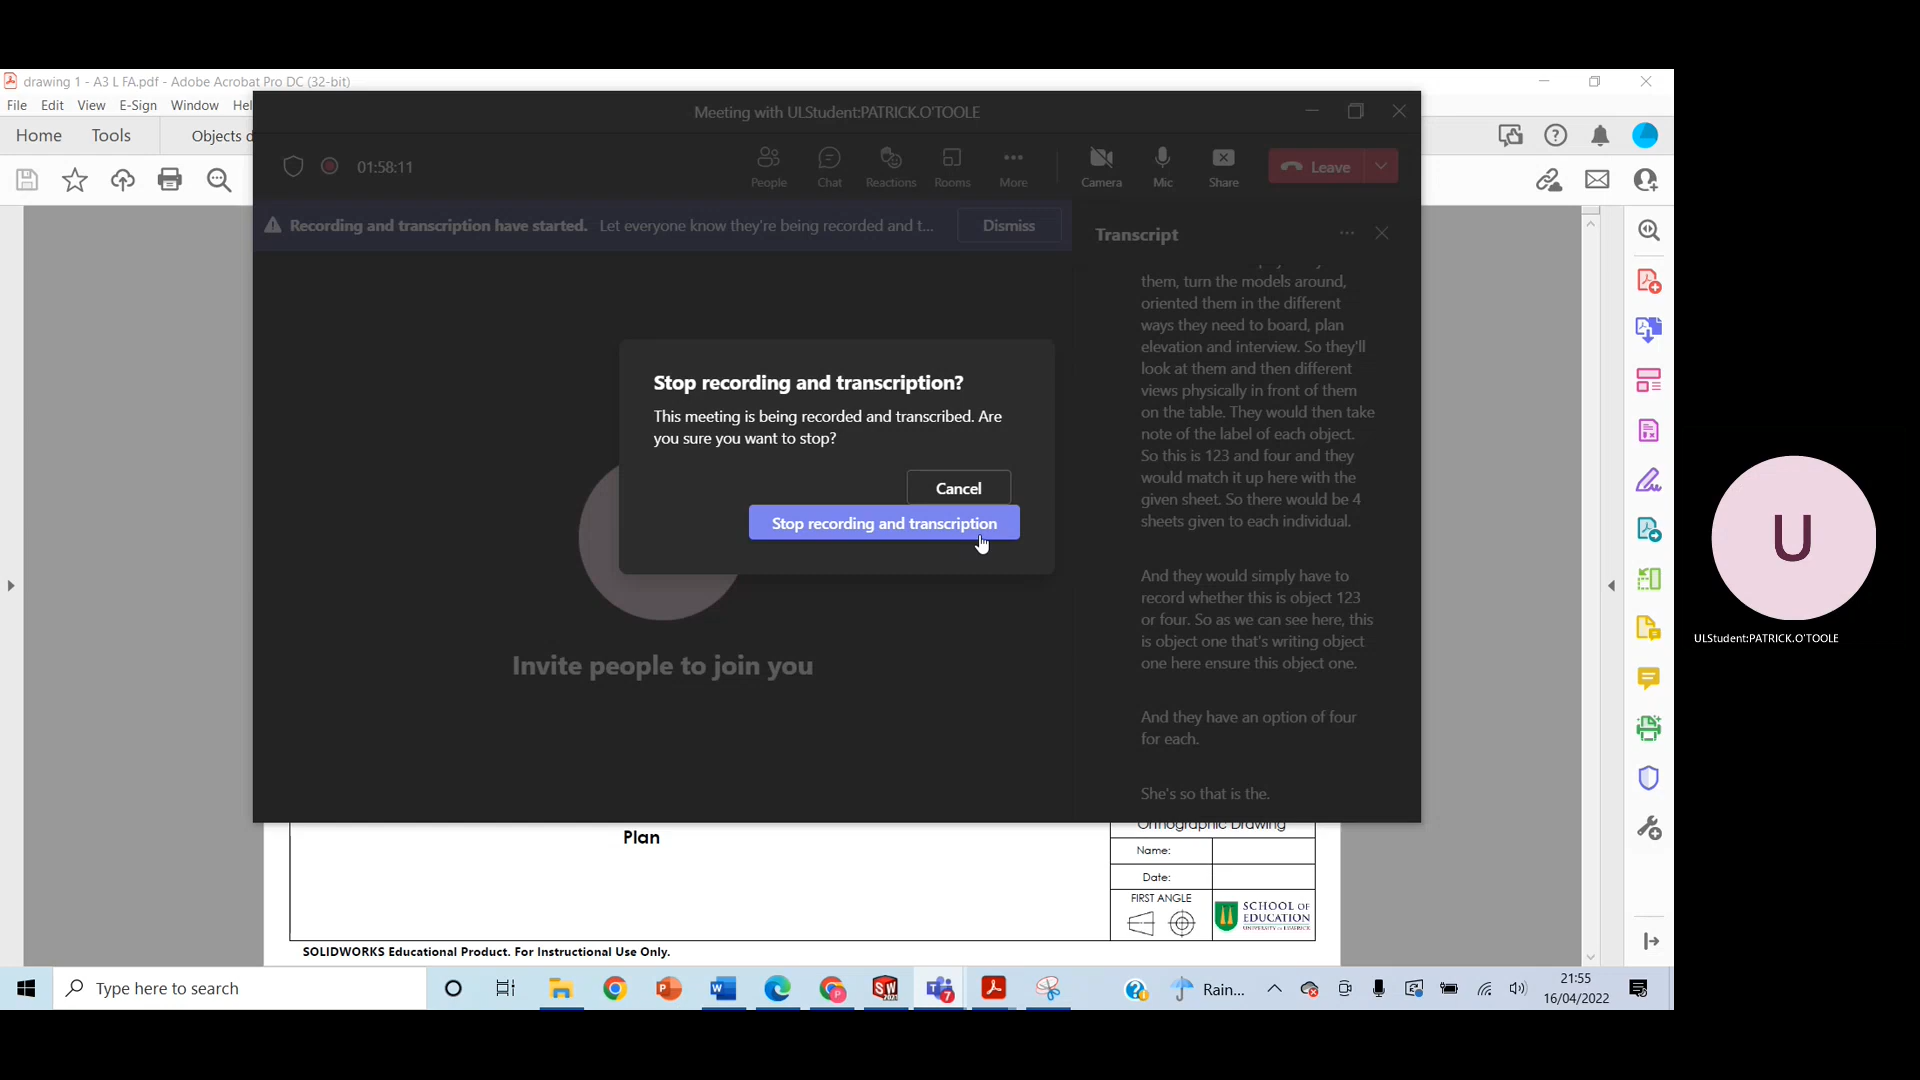 drawing 1 - A3 L FA.pdf - Adobe Acrobat Pro DC (32-bit)
File Edit View E-Sign Window Hel
Home Tools Objects d
Meeting with ULStudent:PATRICK.O'TOOLE
01:58:11
People Chat Reactions Rooms More Camera Mic Share Leave
Recording and transcription have started. Let everyone know they're being recorded and t... Dismiss
Transcript
them, turn the models around,
oriented them in the different
ways they need to board, plan
elevation and interview. So they'll
look at them and then different
views physically in front of them
on the table. They would then take
note of the label of each object.
So this is 123 and four and they
would match it up here with the
given sheet. So there would be 4
sheets given to each individual.
And they would simply have to
record whether this is object 123
or four. So as we can see here, this
is object one that's writing object
one here ensure this object one.
And they have an option of four
for each.
She's so that is the.
Stop recording and transcription?
This meeting is being recorded and transcribed. Are
you sure you want to stop?
Cancel
Stop recording and transcription
Invite people to join you
U
ULStudent:PATRICK.O'TOOLE
Plan
Orthographic Drawing
Name:
Date:
FIRST ANGLE
SCHOOL OF
EDUCATION
UNIVERSITY of LIMERICK
SOLIDWORKS Educational Product. For Instructional Use Only.
Type here to search
Rain...
21:55
16/04/2022